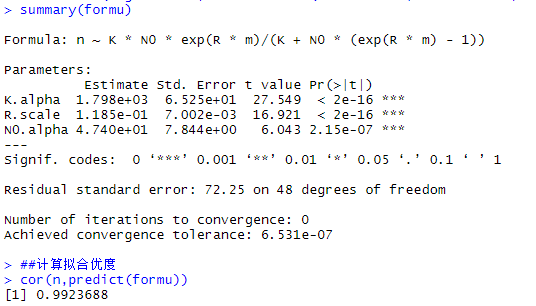 > summary(formu)
Formula: n ~ K * N0 * exp(R * m)/(K + N0 * (exp(R * m) - 1))
Parameters:
Estimate Std. Error t value Pr(>|t|)
K.alpha 1.798e+03 6.525e+01 27.549 < 2e-16 ***
R.scale 1.185e-01 7.002e-03 16.921 < 2e-16 ***
N0.alpha 4.740e+01 7.844e+00 6.043 2.15e-07 ***
---
Signif. codes: 0 ‘***’ 0.001 ‘**’ 0.01 ‘*’ 0.05 ‘.’ 0.1 ‘ ’ 1
Residual standard error: 72.25 on 48 degrees of freedom
Number of iterations to convergence: 0
Achieved convergence tolerance: 6.531e-07
> ##计算拟合优度
> cor(n,predict(formu))
[1] 0.9923688